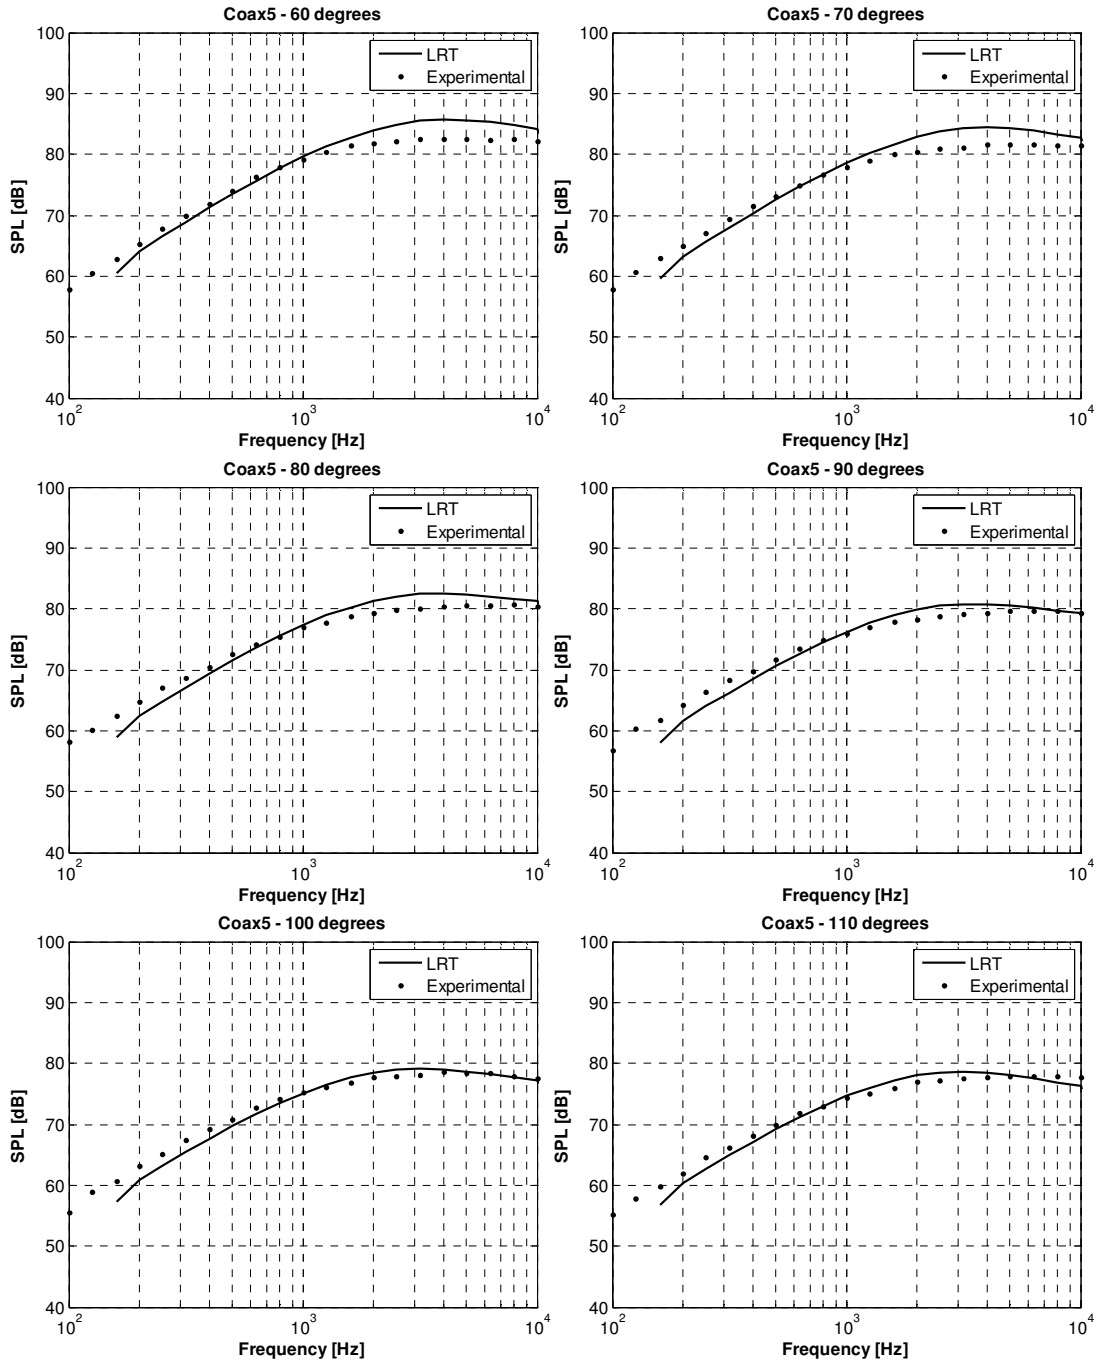 Coax5 - 60 degrees
100
90
80
70
60
50
40
SPL [dB]
LRT
Experimental
10^2
10^3
10^4
Frequency [Hz]
Coax5 - 70 degrees
100
90
80
70
60
50
40
SPL [dB]
LRT
Experimental
10^2
10^3
10^4
Frequency [Hz]
Coax5 - 80 degrees
100
90
80
70
60
50
40
SPL [dB]
LRT
Experimental
10^2
10^3
10^4
Frequency [Hz]
Coax5 - 90 degrees
100
90
80
70
60
50
40
SPL [dB]
LRT
Experimental
10^2
10^3
10^4
Frequency [Hz]
Coax5 - 100 degrees
100
90
80
70
60
50
40
SPL [dB]
LRT
Experimental
10^2
10^3
10^4
Frequency [Hz]
Coax5 - 110 degrees
100
90
80
70
60
50
40
SPL [dB]
LRT
Experimental
10^2
10^3
10^4
Frequency [Hz]